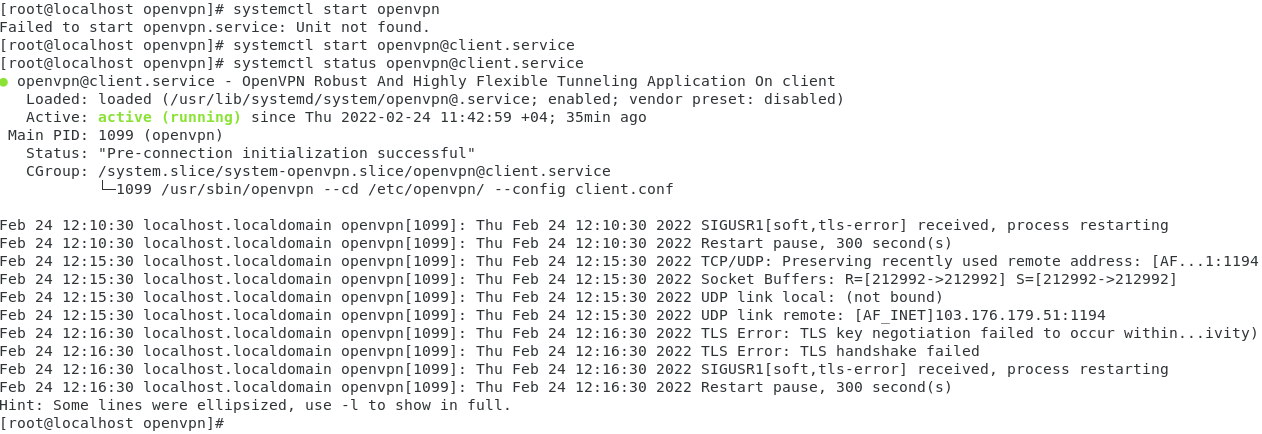 [root@localhost openvpn]# systemctl start openvpn
Failed to start openvpn.service: Unit not found.
[root@localhost openvpn]# systemctl start openvpn@client.service
[root@localhost openvpn]# systemctl status openvpn@client.service
● openvpn@client.service - OpenVPN Robust And Highly Flexible Tunneling Application On client
   Loaded: loaded (/usr/lib/systemd/system/openvpn@.service; enabled; vendor preset: disabled)
   Active: active (running) since Thu 2022-02-24 11:42:59 +04; 35min ago
 Main PID: 1099 (openvpn)
   Status: "Pre-connection initialization successful"
   CGroup: /system.slice/system-openvpn.slice/openvpn@client.service
           └─1099 /usr/sbin/openvpn --cd /etc/openvpn/ --config client.conf

Feb 24 12:10:30 localhost.localdomain openvpn[1099]: Thu Feb 24 12:10:30 2022 SIGUSR1[soft,tls-error] received, process restarting
Feb 24 12:10:30 localhost.localdomain openvpn[1099]: Thu Feb 24 12:10:30 2022 Restart pause, 300 second(s)
Feb 24 12:15:30 localhost.localdomain openvpn[1099]: Thu Feb 24 12:15:30 2022 TCP/UDP: Preserving recently used remote address: [AF...1:1194
Feb 24 12:15:30 localhost.localdomain openvpn[1099]: Thu Feb 24 12:15:30 2022 Socket Buffers: R=[212992->212992] S=[212992->212992]
Feb 24 12:15:30 localhost.localdomain openvpn[1099]: Thu Feb 24 12:15:30 2022 UDP link local: (not bound)
Feb 24 12:15:30 localhost.localdomain openvpn[1099]: Thu Feb 24 12:15:30 2022 UDP link remote: [AF_INET]103.176.179.51:1194
Feb 24 12:16:30 localhost.localdomain openvpn[1099]: Thu Feb 24 12:16:30 2022 TLS Error: TLS key negotiation failed to occur within...ivity)
Feb 24 12:16:30 localhost.localdomain openvpn[1099]: Thu Feb 24 12:16:30 2022 TLS Error: TLS handshake failed
Feb 24 12:16:30 localhost.localdomain openvpn[1099]: Thu Feb 24 12:16:30 2022 SIGUSR1[soft,tls-error] received, process restarting
Feb 24 12:16:30 localhost.localdomain openvpn[1099]: Thu Feb 24 12:16:30 2022 Restart pause, 300 second(s)
Hint: Some lines were ellipsized, use -l to show in full.
[root@localhost openvpn]#